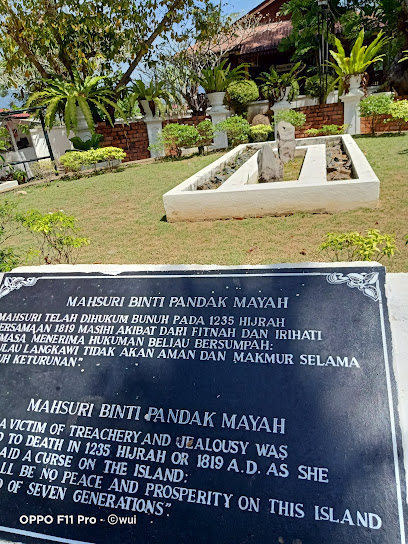 MAHSURI BINTI PANDAK MAYAH
MAHSURI TELAH DIHUKUM BUNUH PADA 1235 HIJRAH
BERSAMAAN 1819 MASIHI AKIBAT DARI FITNAH DAN IRIHATI
MASA MENERIMA HUKUMAN BELIAU BERSUMPAH:
PULAU LANGKAWI TIDAK AKAN AMAN DAN MAKMUR SELAMA
KETURUNAN".
MAHSURI BINTI PANDAK MAYAH
A VICTIM OF TREACHERY AND JEALOUSY WAS
TO DEATH IN 1235 HIJRAH OR 1819 A.D. AS SHE
LAID A CURSE ON THE ISLAND:
BE NO PEACE AND PROSPERITY ON THIS ISLAND
OF SEVEN GENERATIONS"
OPPO F11 Pro · ©wui